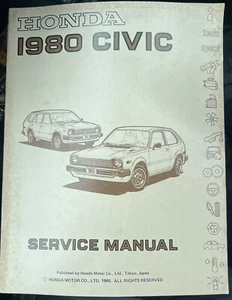 HONDA
1980 CIVIC
SERVICE MANUAL
Published by Honda Motor Co., Ltd., Tokyo, Japan
© HONDA MOTOR CO., LTD. 1980. ALL RIGHTS RESERVED